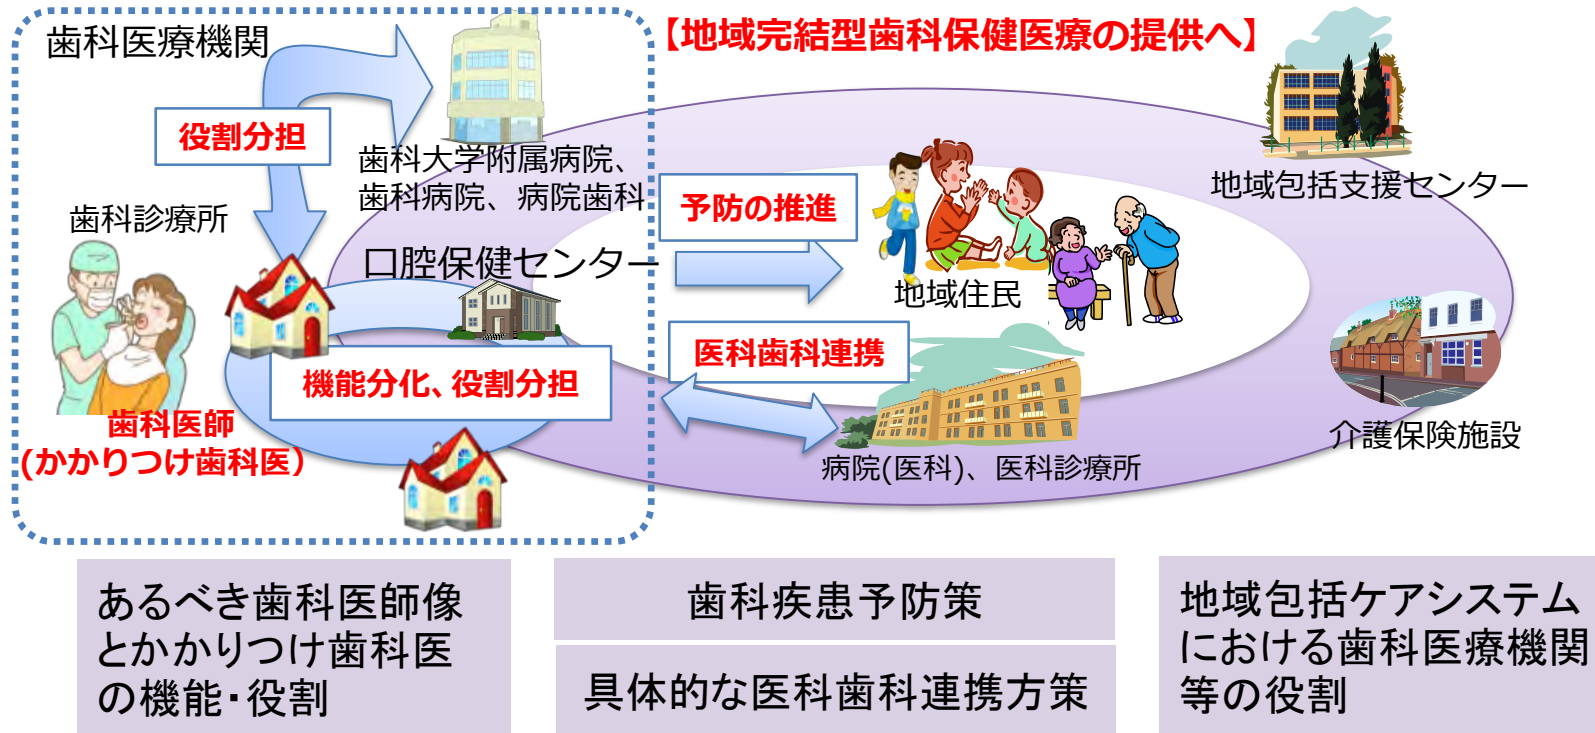 歯科医療機関
【地域完結型歯科保健医療の提供へ】
役割分担
歯科大学附属病院、
歯科病院、病院歯科
歯科診療所
口腔保健センター
予防の推進
地域住民
地域包括支援センター
機能分化、役割分担
医科歯科連携
歯科医師
(かかりつけ歯科医）
病院(医科)、医科診療所
介護保険施設
あるべき歯科医師像
とかかりつけ歯科医
の機能・役割
歯科疾患予防策
具体的な医科歯科連携方策
地域包括ケアシステム
における歯科医療機関
等の役割